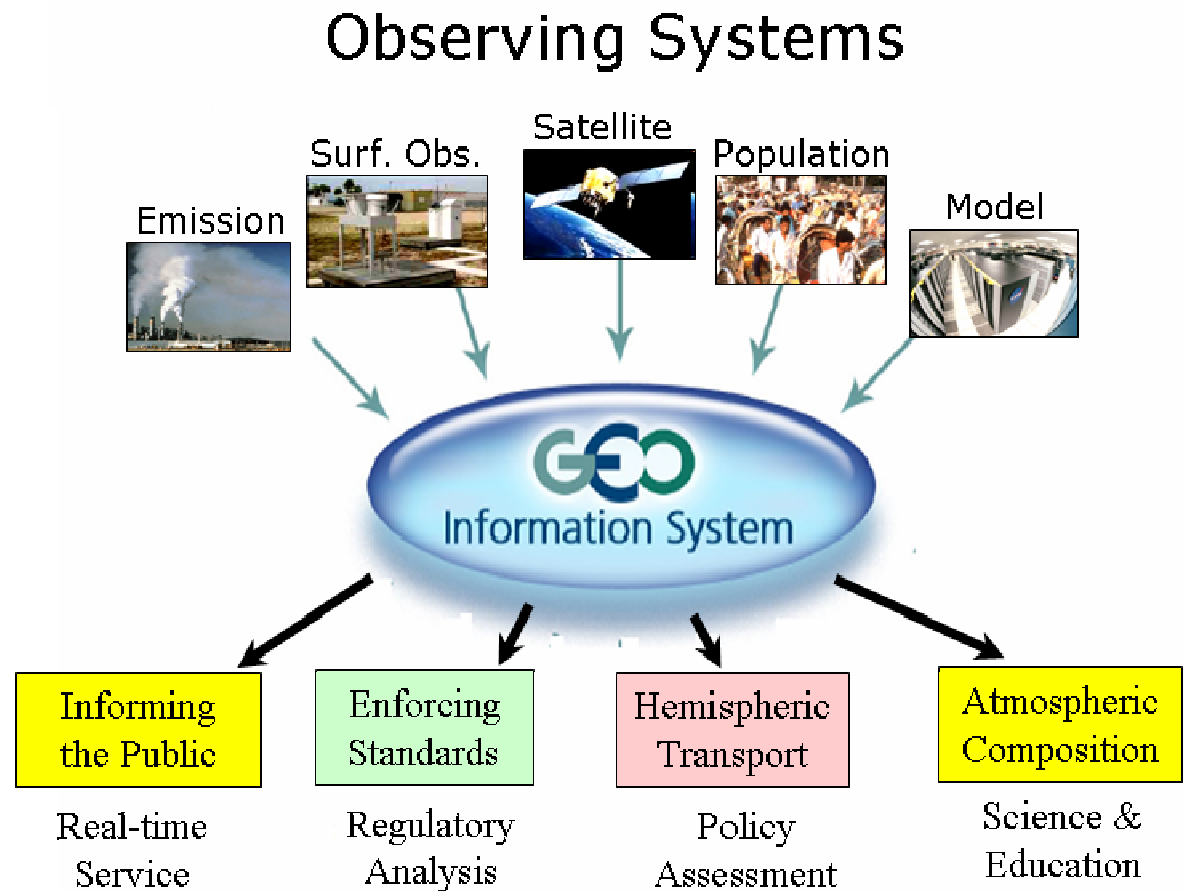 Observing Systems
Satellite
Surf. Obs.
Population
Emission
Model
GEO
Information System
Informing
the Public
Enforcing
Standards
Hemispheric
Transport
Atmospheric
Composition
Real-time
Service
Regulatory
Analysis
Policy
Assessment
Science &
Education